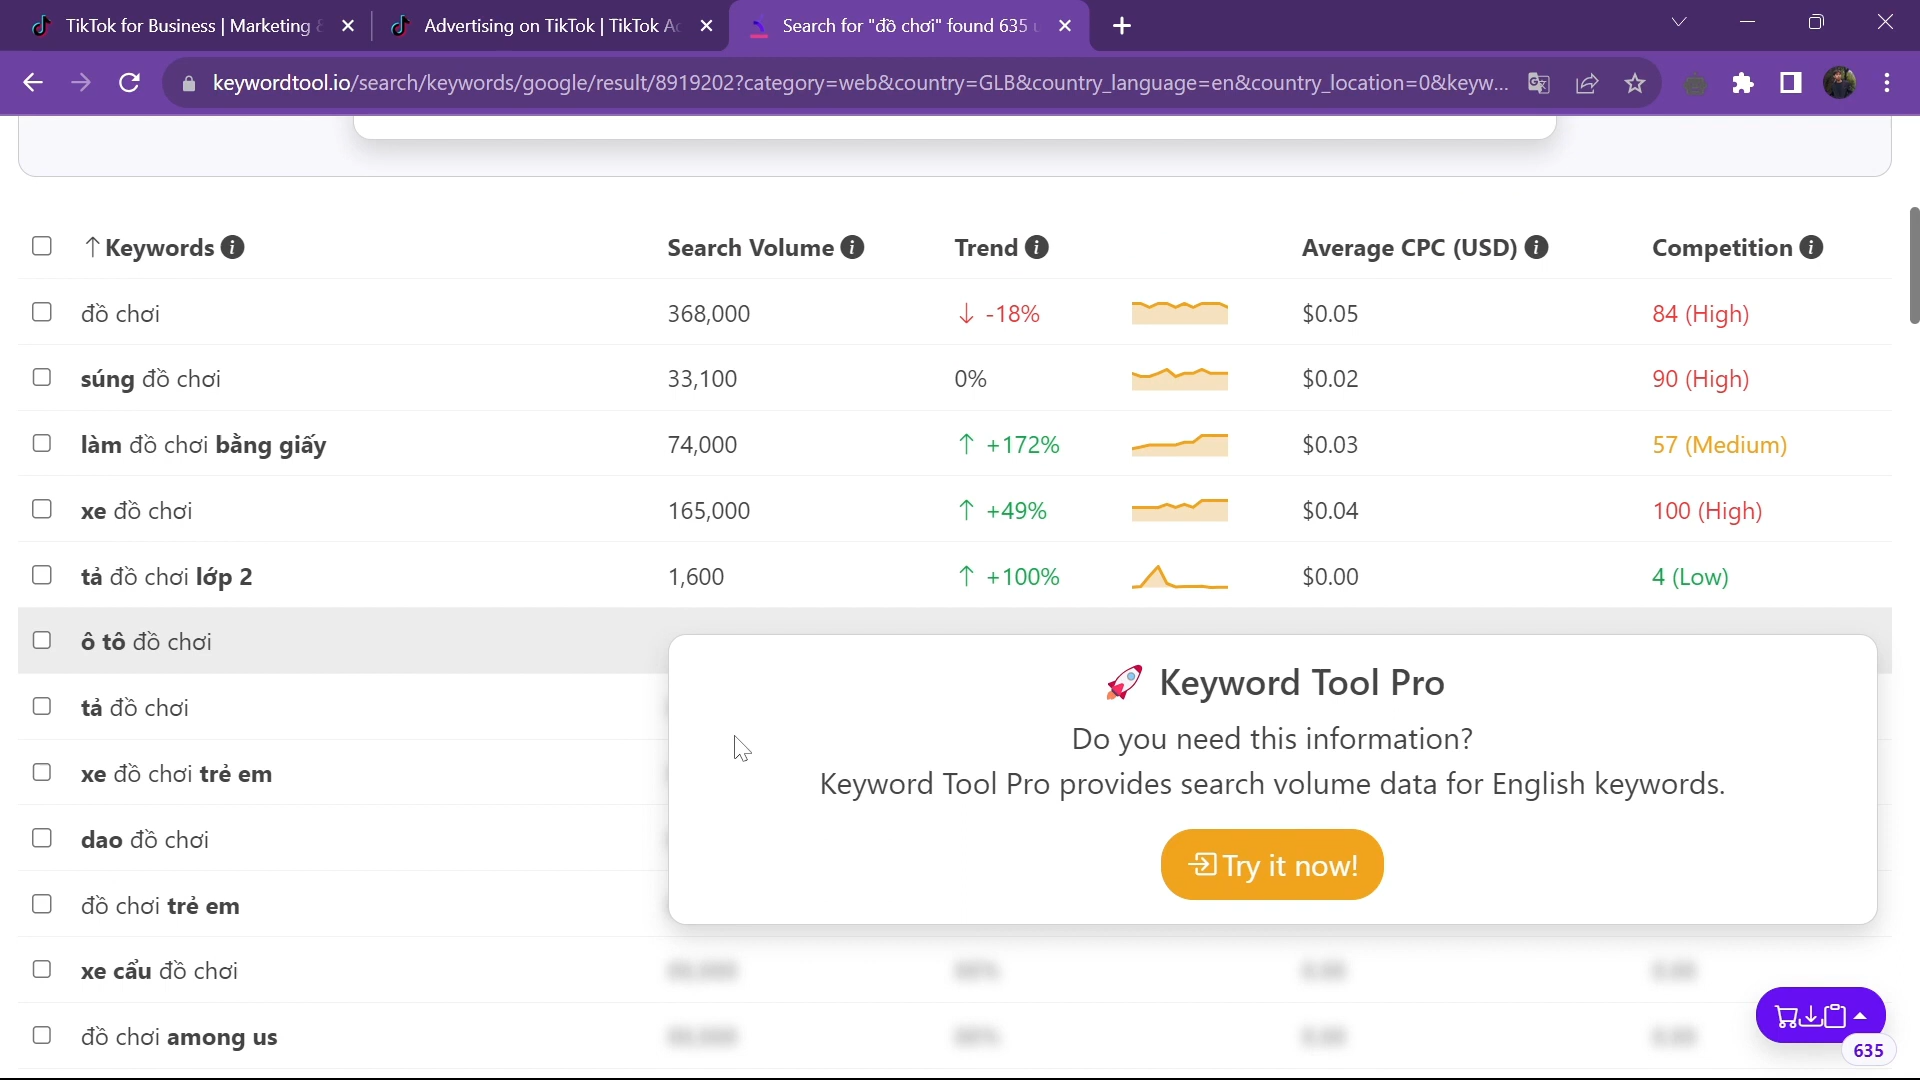 TikTok for Business | Marketing
Advertising on TikTok | TikTok
Search for "đồ chơi" found 635
keywordtool.io/search/keywords/google/result/8919202?category=web&country=GLB&country_language=en&country_location=0&keyw...
Keywords Search Volume Trend Average CPC (USD) Competition
đồ chơi 368,000 -18% $0.05 84 (High)
súng đồ chơi 33,100 0% $0.02 90 (High)
làm đồ chơi bằng giấy 74,000 +172% $0.03 57 (Medium)
xe đồ chơi 165,000 +49% $0.04 100 (High)
tả đồ chơi lớp 2 1,600 +100% $0.00 4 (Low)
ô tô đồ chơi
tả đồ chơi
xe đồ chơi trẻ em
dao đồ chơi
đồ chơi trẻ em
xe cẩu đồ chơi
đồ chơi among us
Keyword Tool Pro
Do you need this information?
Keyword Tool Pro provides search volume data for English keywords.
Try it now!
635